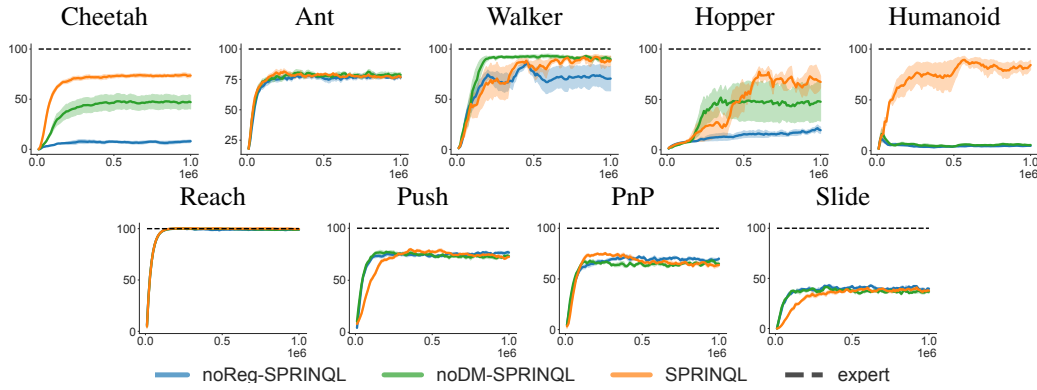 Cheetah Ant Walker Hopper Humanoid
100 100 100 100 100
75
50 50 50 50 50
25
0 0 0 0
0.0 0.5 1.0 0.0 0.5 1.0 0.0 0.5 1.0 0.0 0.5 1.0 0.0 0.5 1.0
1e6 1e6 1e6 1e6 1e6
Reach Push PnP Slide
100 100 100 100
50 50 50 50
0 0 0 0
0.0 0.5 1.0 0.0 0.5 1.0 0.0 0.5 1.0 0.0 0.5 1.0
1e6 1e6 1e6 1e6
noReg-SPRINQL noDM-SPRINQL SPRINQL expert